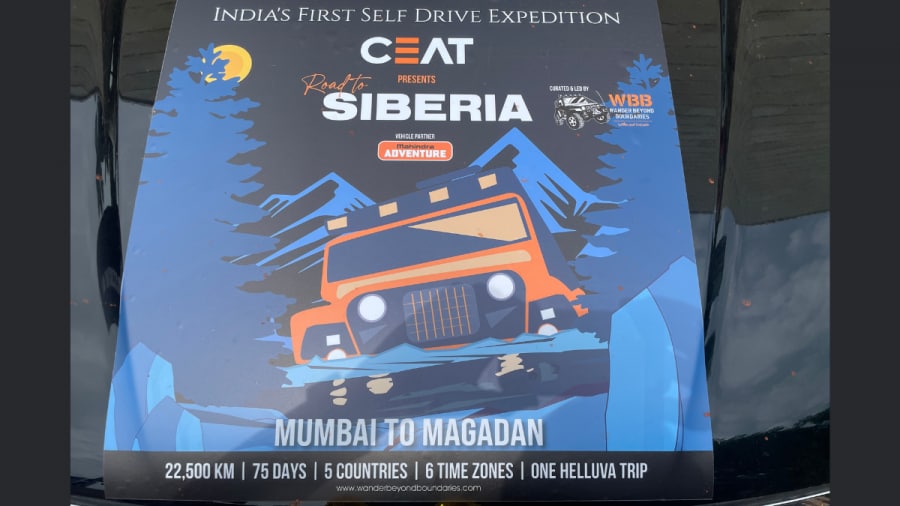 INDIA'S FIRST SELF DRIVE EXPEDITION
CEAT
PRESENTS
Road to
SIBERIA
CURATED & LED BY
WBB
WANDER BEYOND
BOUNDARIES
VEHICLE PARTNER
Mahindra
ADVENTURE
MUMBAI TO MAGADAN
22,500 KM | 75 DAYS | 5 COUNTRIES | 6 TIME ZONES | ONE HELLUVA TRIP
www.wanderbeyondboundaries.com